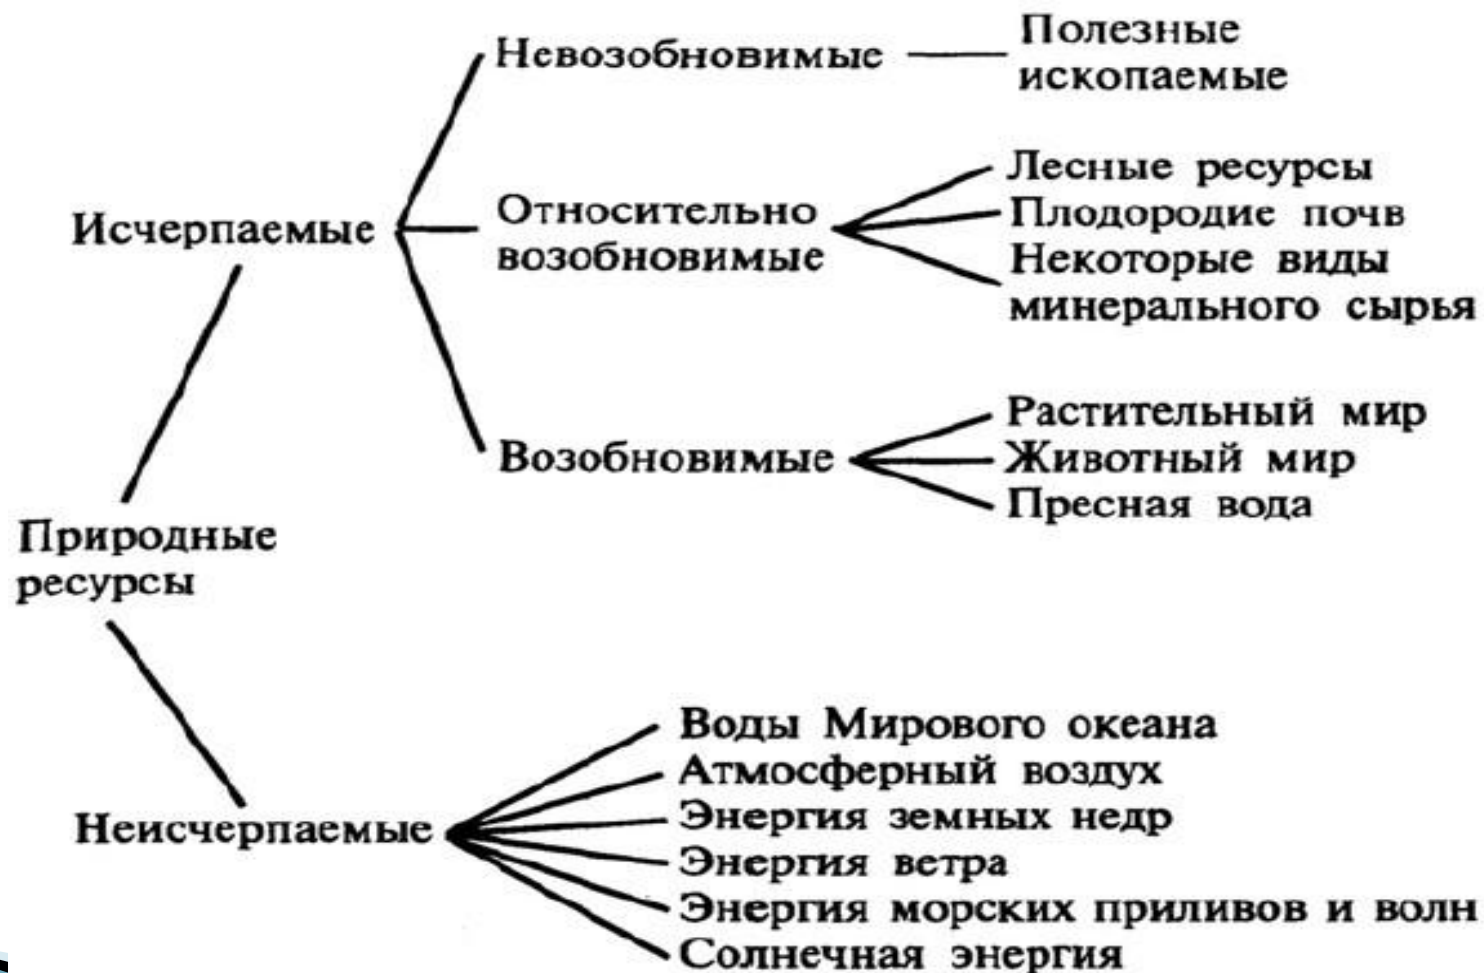 Невозобновимые
Полезные
ископаемые
Исчерпаемые
Относительно
возобновимые
Лесные ресурсы
Плодородие почв
Некоторые виды
минерального сырья
Возобновимые
Растительный мир
Животный мир
Пресная вода
Природные
ресурсы
Неисчерпаемые
Воды Мирового океана
Атмосферный воздух
Энергия земных недр
Энергия ветра
Энергия морских приливов и волн
Солнечная энергия